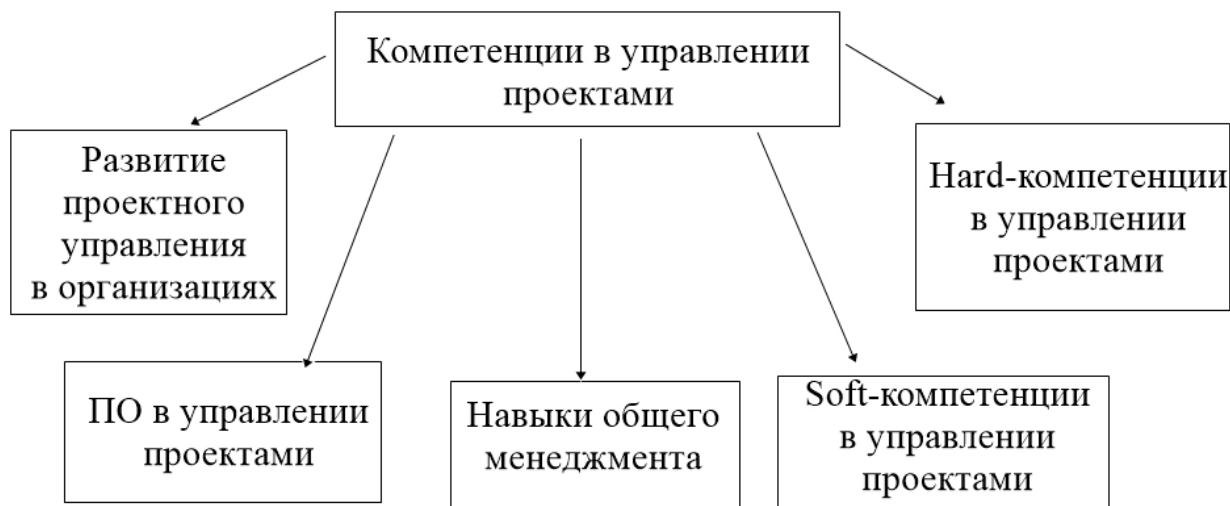 Компетенции в управлении
проектами
Развитие
проектного
управления
в организациях
Hard-компетенции
в управлении
проектами
ПО в управлении
проектами
Навыки общего
менеджмента
Soft-компетенции
в управлении
проектами